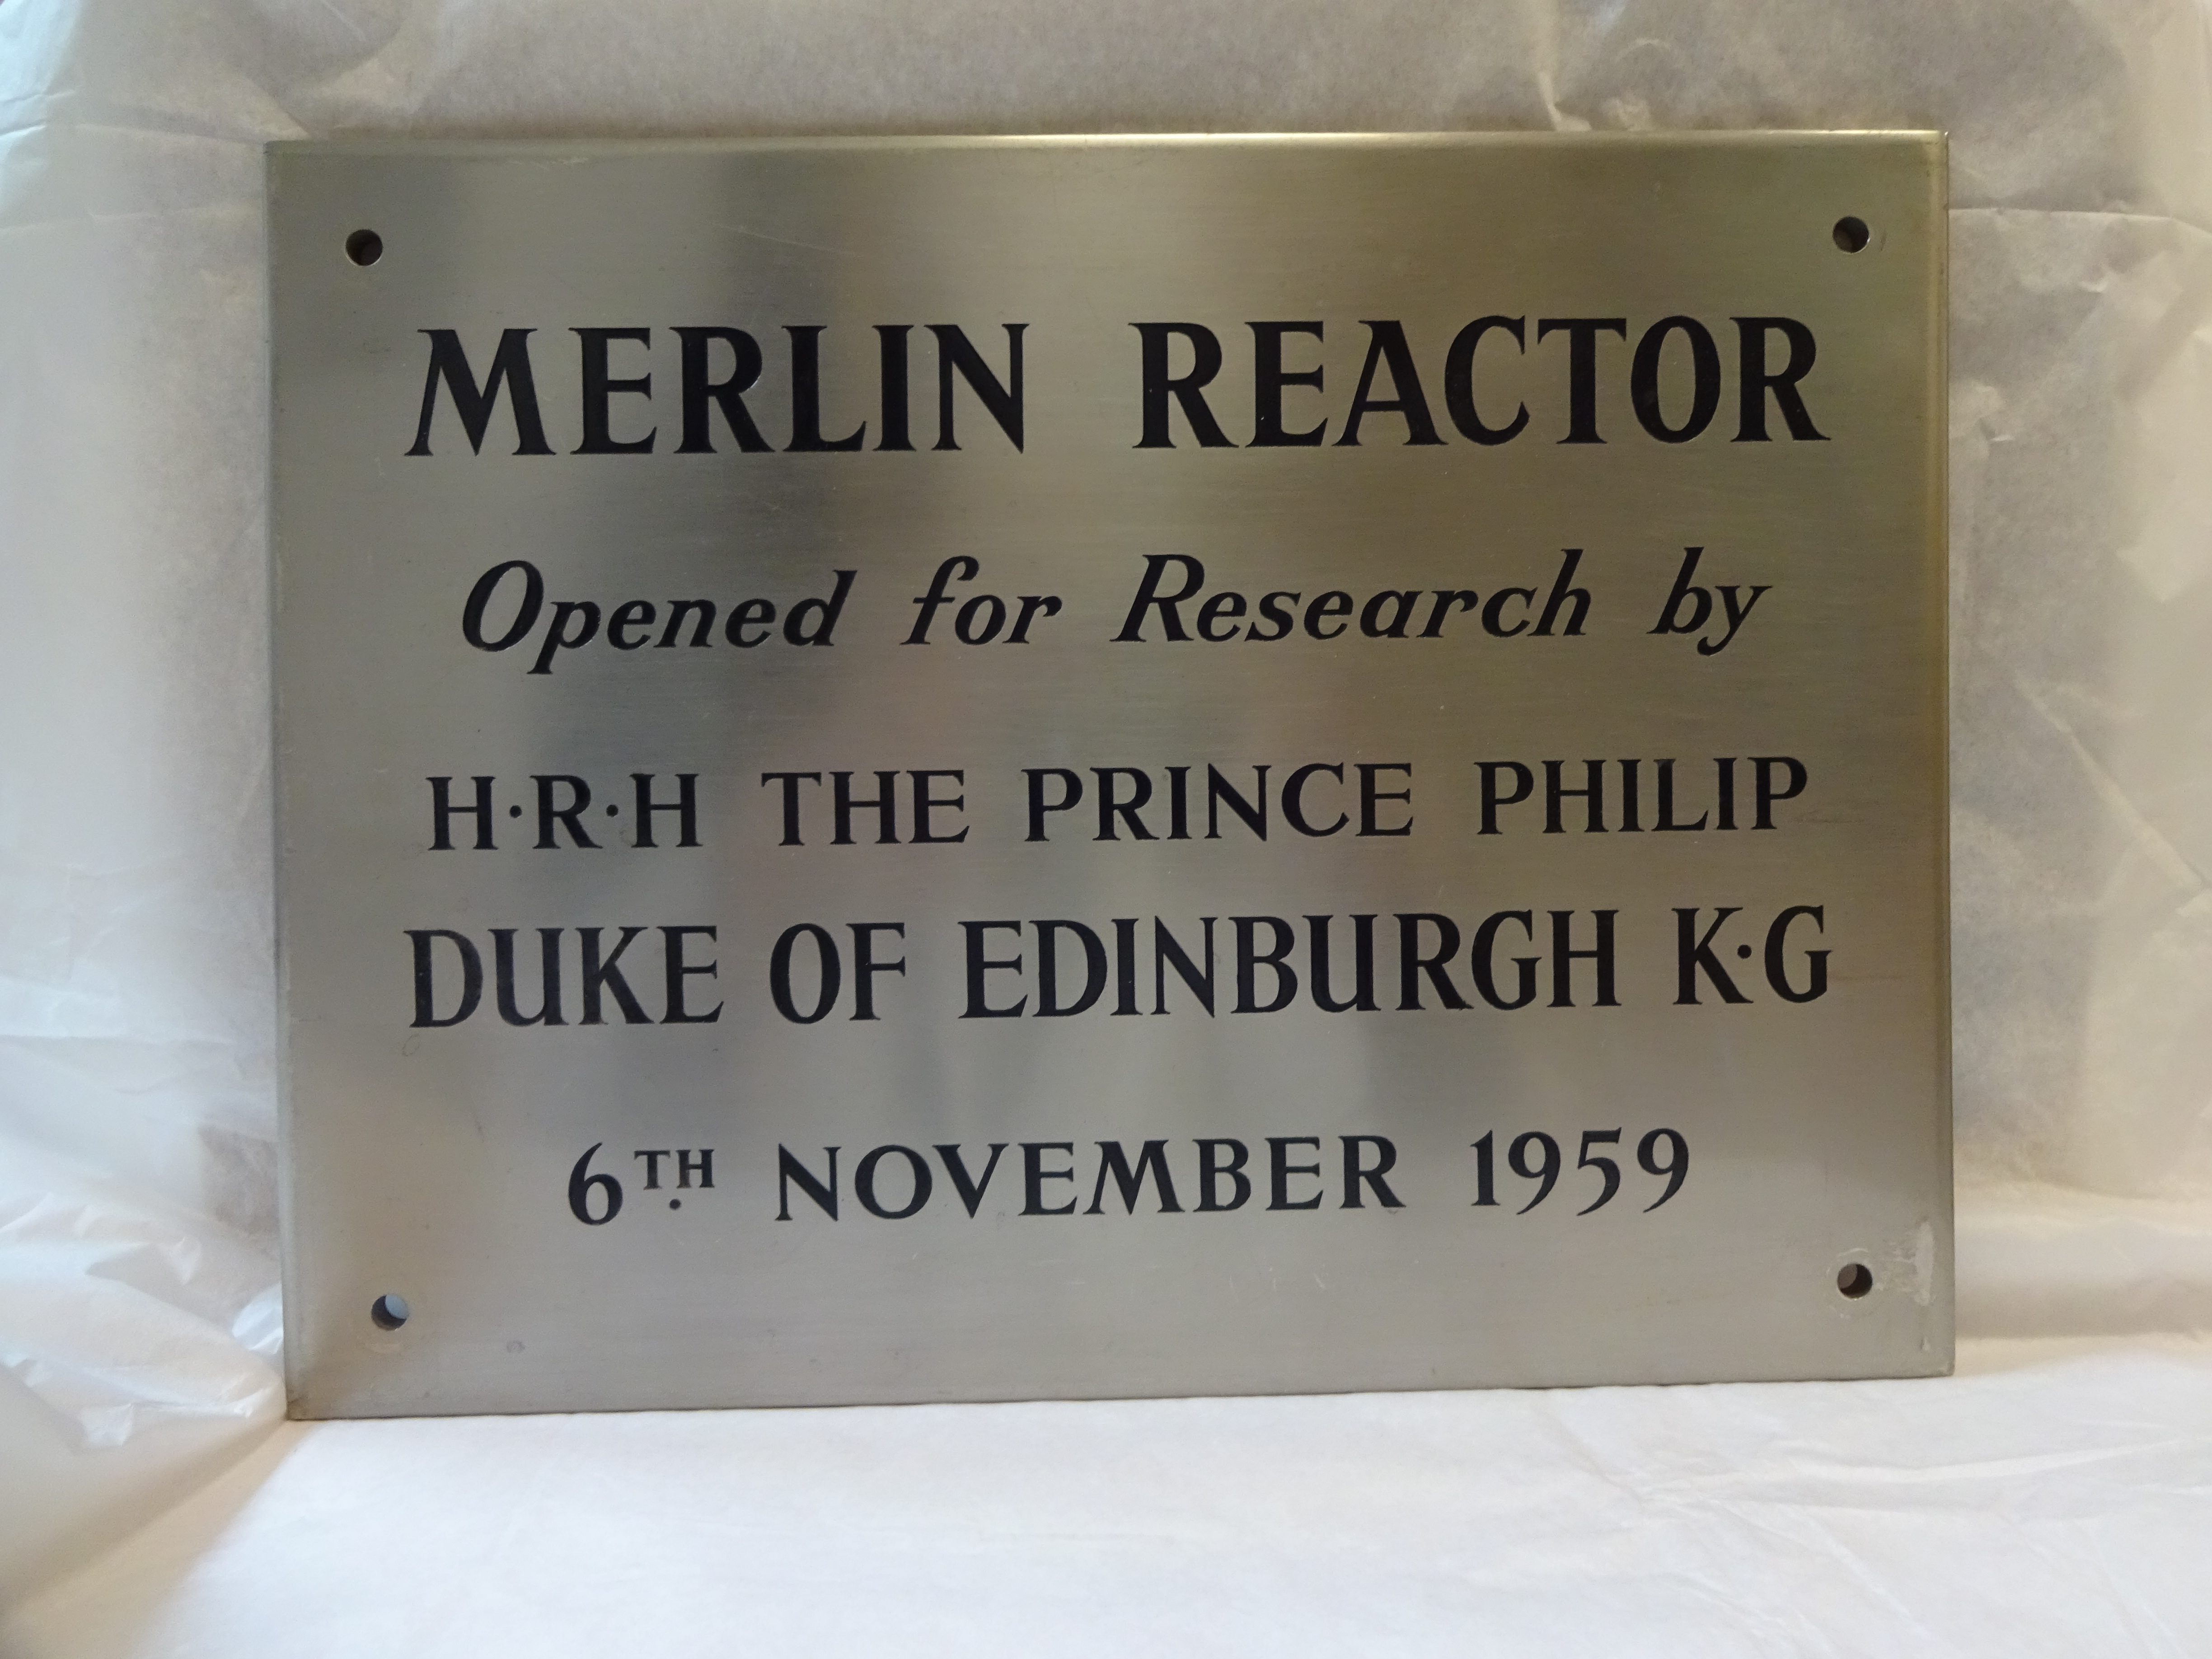 MERLIN REACTOR
Opened for Research by
H·R·H THE PRINCE PHILIP
DUKE OF EDINBURGH K·G
6TH. NOVEMBER 1959